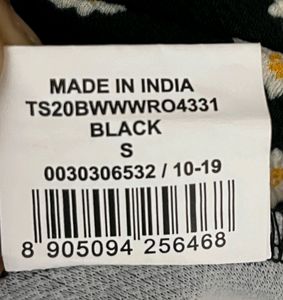 MADE IN INDIA
TS20BWWWRO4331
BLACK
S
0030306532 / 10-19
8 905094 256468